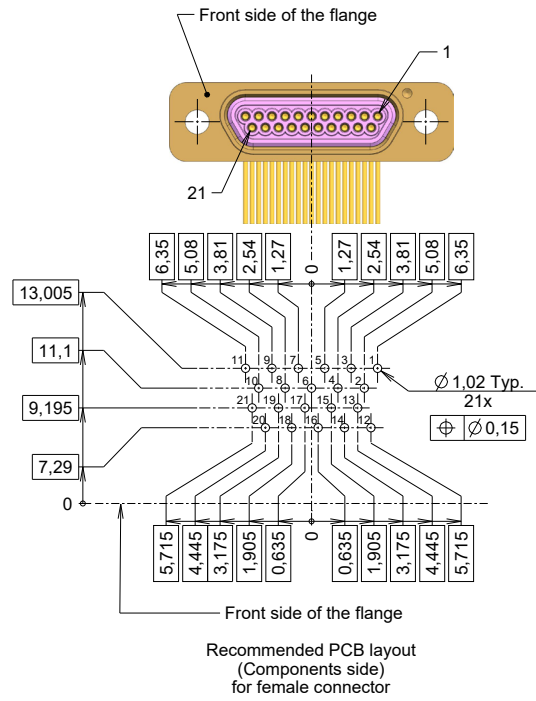 Front side of the flange
1
21
6,35 5,08 3,81 2,54 1,27 0 1,27 2,54 3,81 5,08 6,35
13,005
11 9 7 5 3 1
11,1
10 8 6 4 2
Ø 1,02 Typ.
21x
9,195
21 19 17 15 13
⌖ Ø 0,15
20 18 16 14 12
7,29
0
5,715 4,445 3,175 1,905 0,635 0 0,635 1,905 3,175 4,445 5,715
Front side of the flange
Recommended PCB layout
(Components side)
for female connector